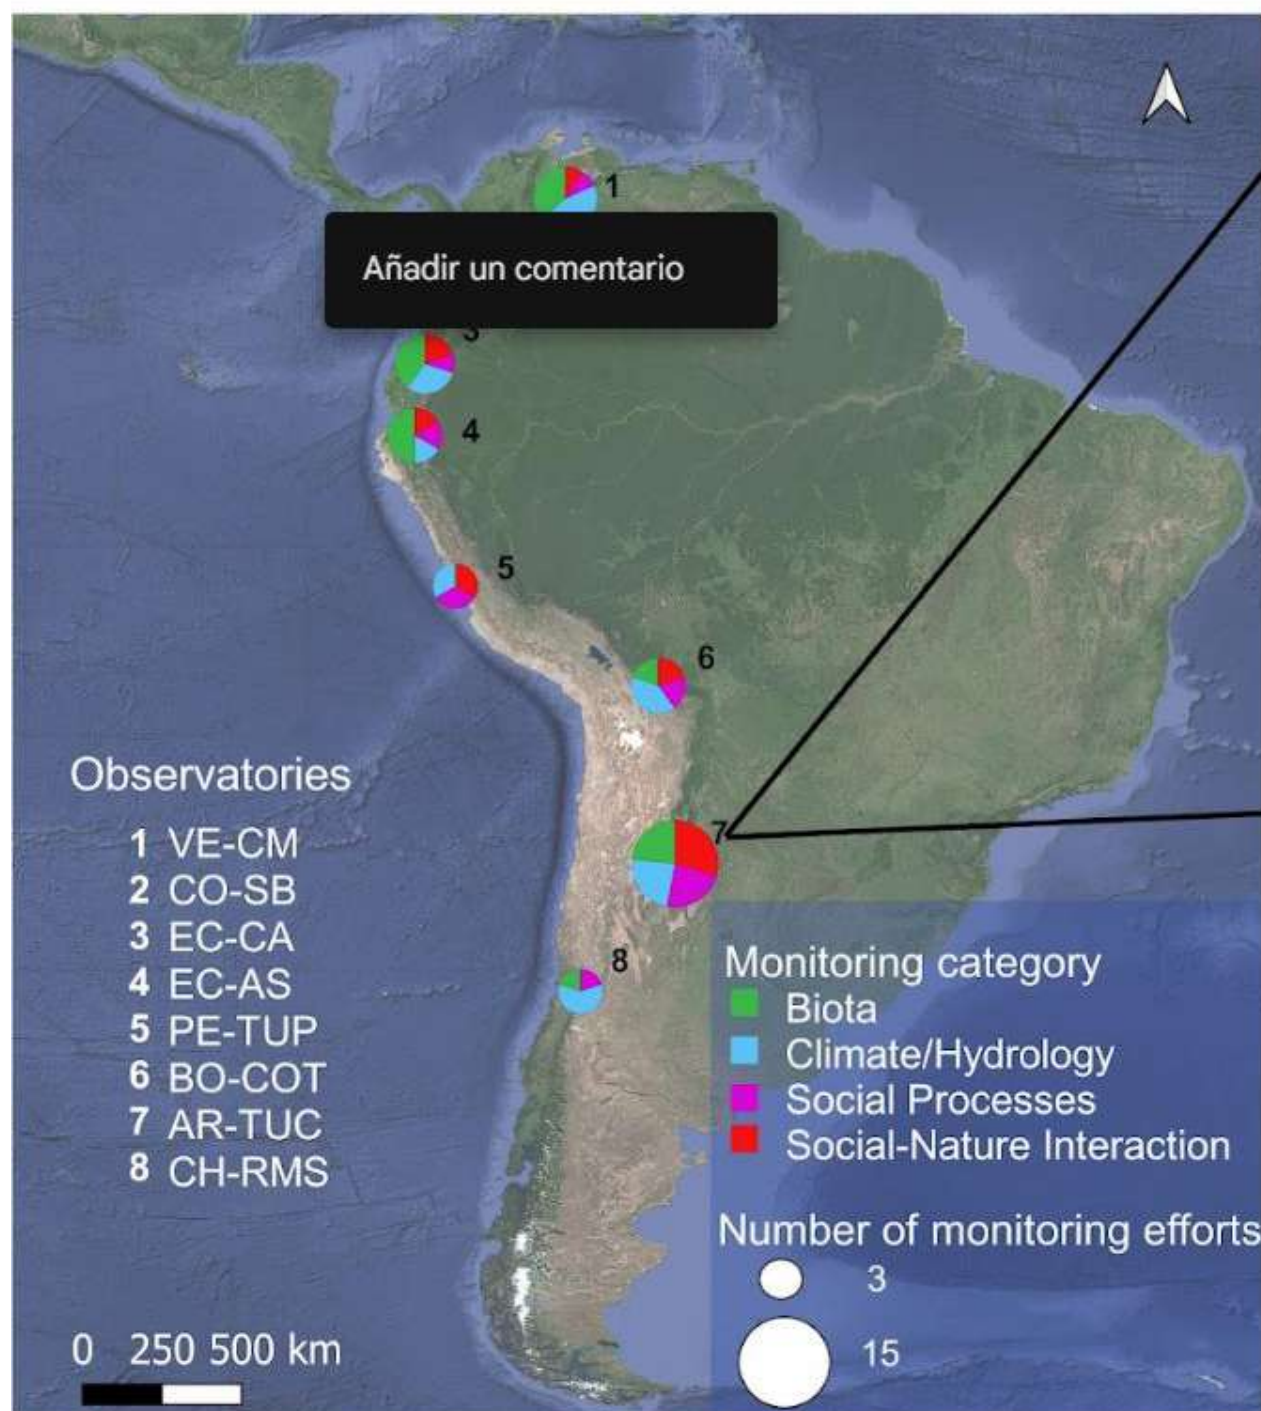 1
Añadir un comentario
3
4
5
6
7
8
Observatories
1 VE-CM
2 CO-SB
3 EC-CA
4 EC-AS
5 PE-TUP
6 BO-COT
7 AR-TUC
8 CH-RMS
Monitoring category
Biota
Climate/Hydrology
Social Processes
Social-Nature Interaction
Number of monitoring efforts
3
15
0 250 500 km